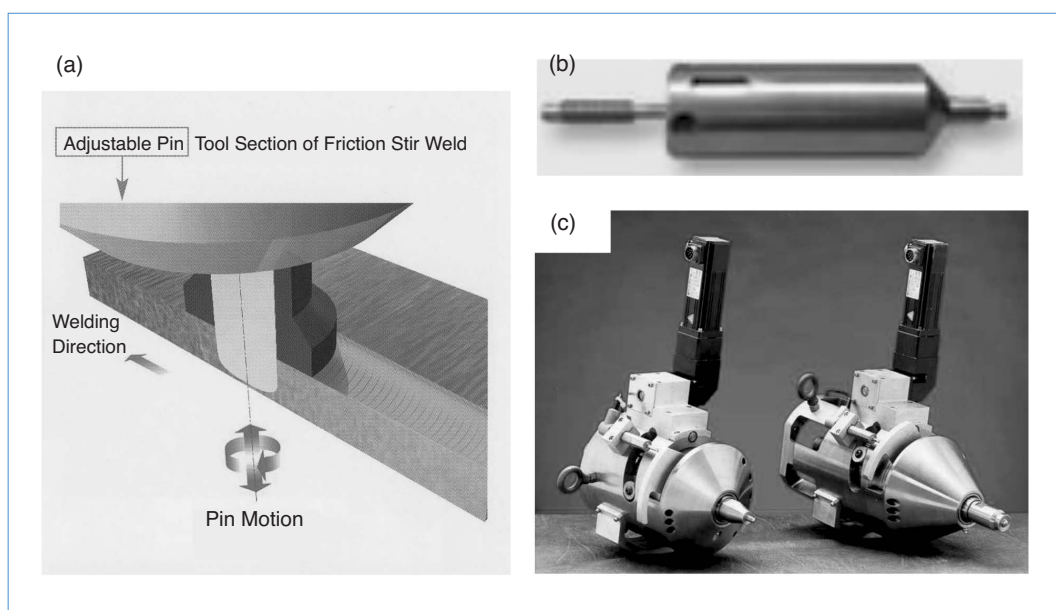 (a)
Adjustable Pin Tool Section of Friction Stir Weld
Welding
Direction
Pin Motion
(b)
(c)